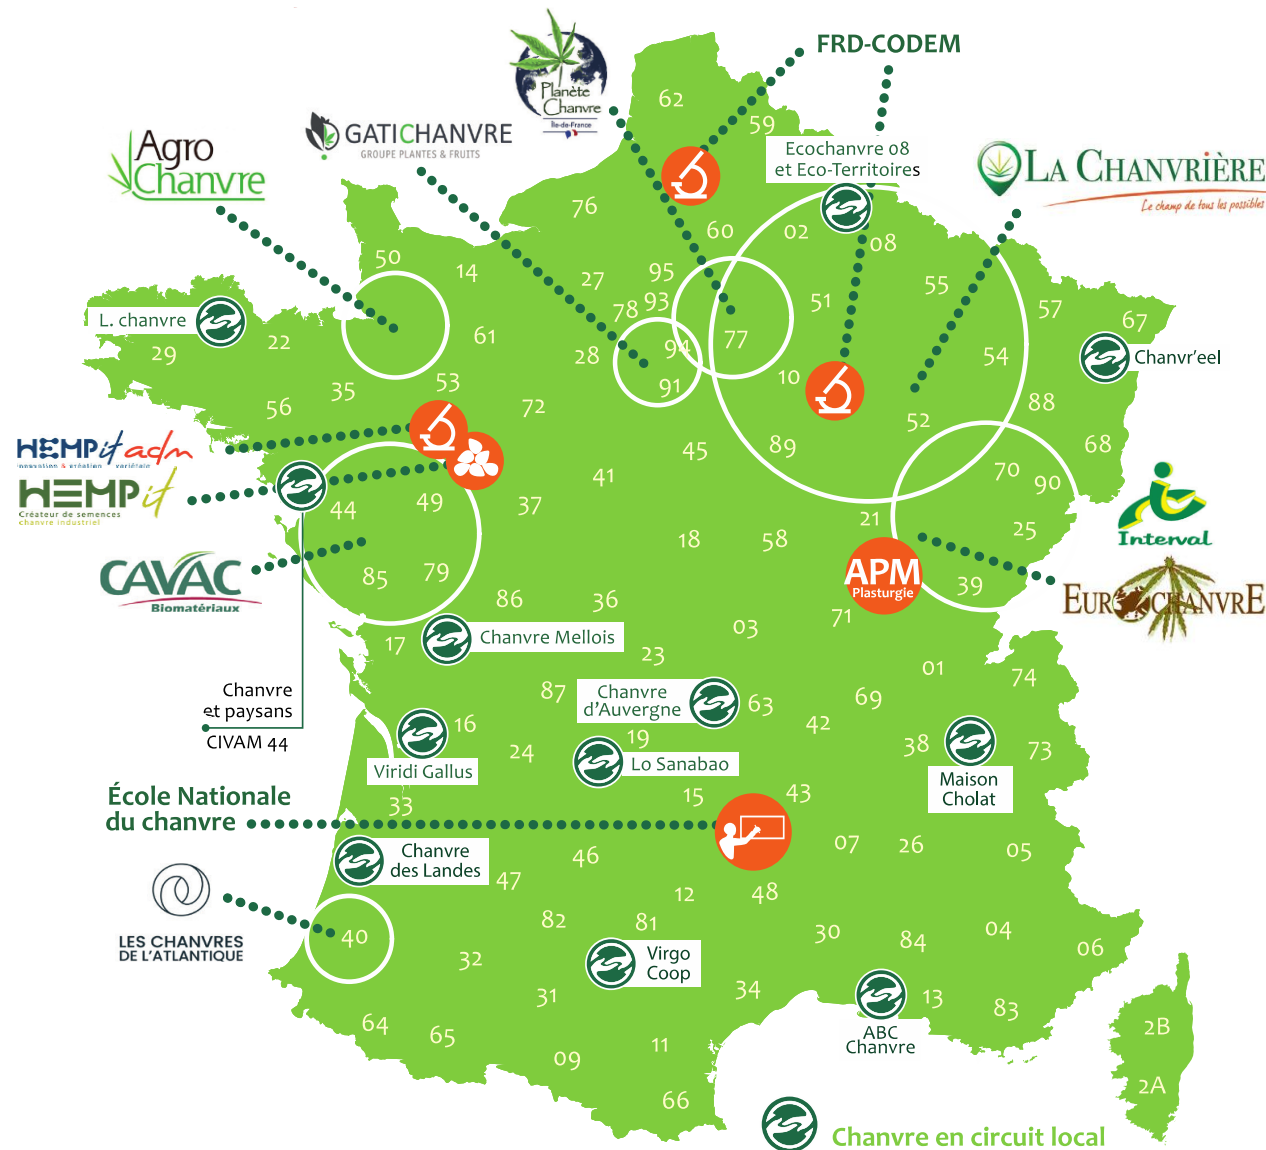 FRD-CODEM
Planète
Chanvre
Île-de-France
62
59
GATICHANVRE
GROUPE PLANTES & FRUITS
Agro
Chanvre
Ecochanvre 08
et Eco-Territoires
LA CHANVRIÈRE
Le champ de tous les possibles
76
60
02
08
50
14
27
95
55
78
93
51
57
67
L. chanvre
29
22
61
28
94
77
54
Chanvr'eel
35
53
91
10
56
72
52
88
HEMPit adm
innovation & création variétale
45
89
68
HEMPit
Créateur de semences
chanvre industriel
44
49
37
41
70
90
21
25
Interval
18
58
CAVAC
Biomatériaux
85
79
86
36
APM
Plasturgie
39
EUROCHANVRE
71
03
17
Chanvre Mellois
23
01
74
Chanvre
et paysans
CIVAM 44
87
Chanvre
d'Auvergne
63
69
16
42
19
38
73
24
Viridi Gallus
Lo Sanabao
Maison
Cholat
École Nationale
du chanvre
33
15
43
Chanvre
des Landes
46
07
26
05
47
12
48
LES CHANVRES
DE L'ATLANTIQUE
40
82
81
30
84
04
06
32
Virgo
Coop
31
34
13
83
64
65
ABC
Chanvre
2B
09
11
2A
66
Chanvre en circuit local